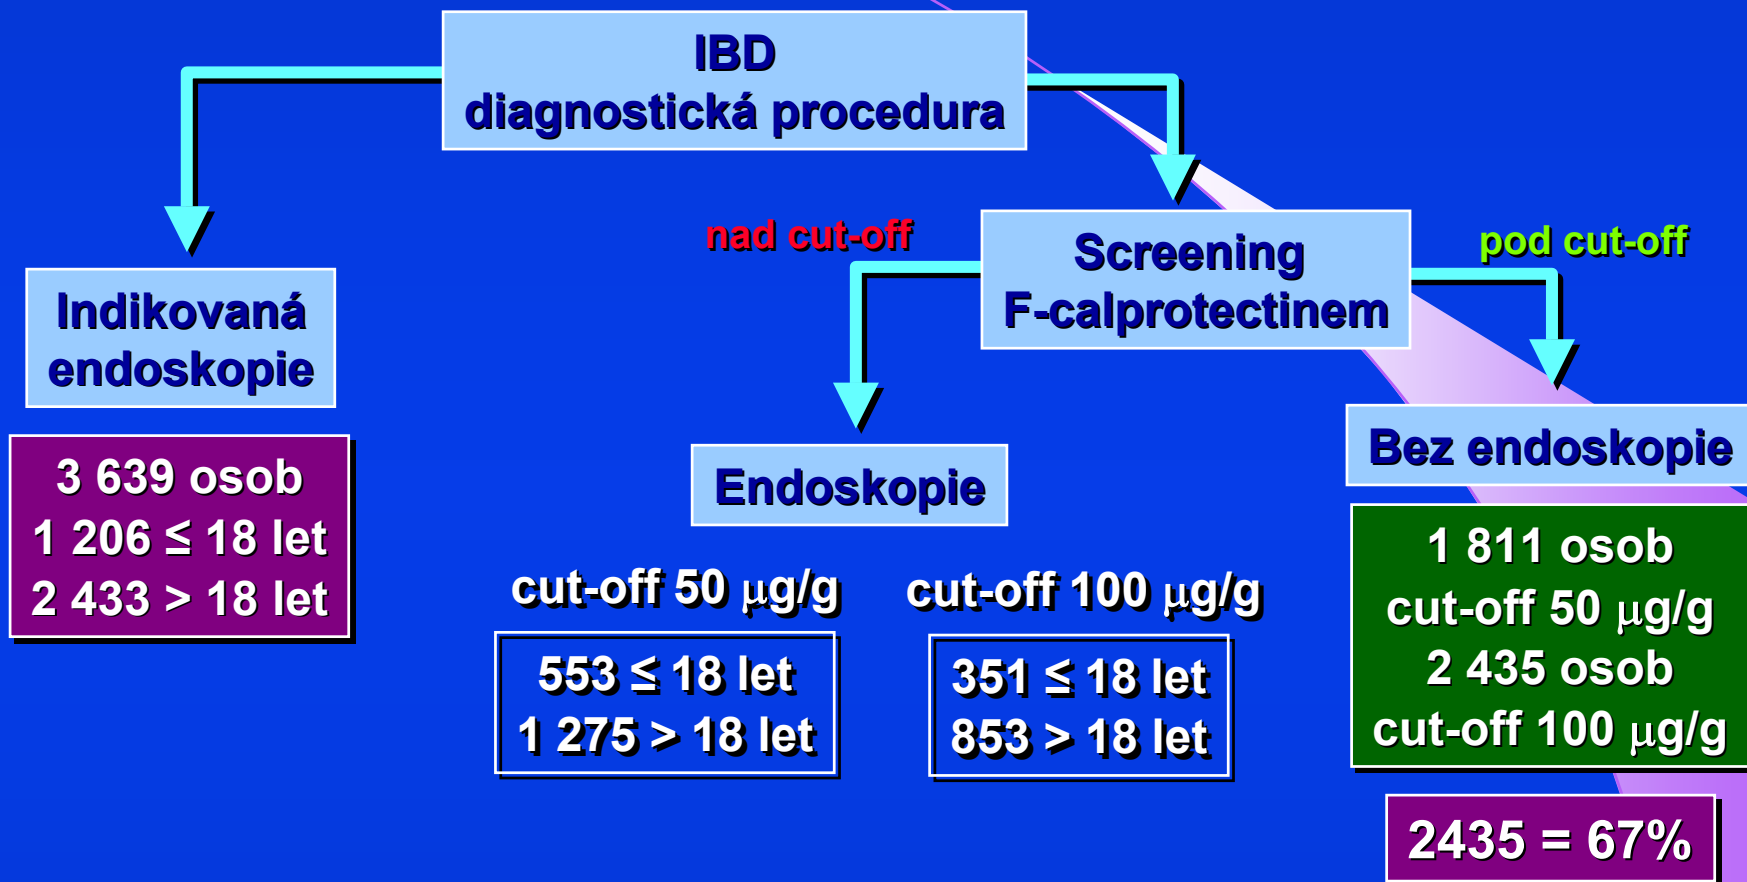 IBD
diagnostická procedura
nad cut-off
Screening
F-calprotectinem
pod cut-off
Indikovaná
endoskopie
3 639 osob
1 206 ≤ 18 let
2 433 > 18 let
Endoskopie
cut-off 50 μg/g
553 ≤ 18 let
1 275 > 18 let
cut-off 100 μg/g
351 ≤ 18 let
853 > 18 let
Bez endoskopie
1 811 osob
cut-off 50 μg/g
2 435 osob
cut-off 100 μg/g
2435 = 67%